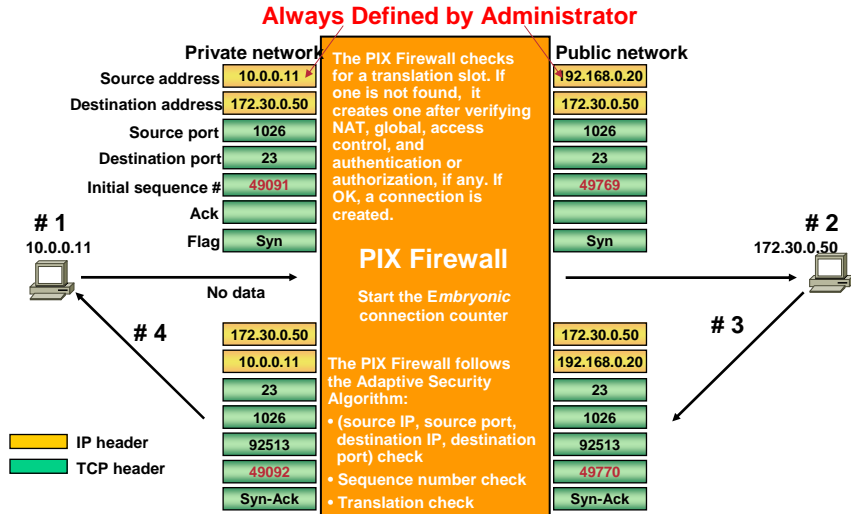 Always Defined by Administrator
Private network
Public network
Source address
10.0.0.11
192.168.0.20
Destination address
172.30.0.50
172.30.0.50
Source port
1026
1026
Destination port
23
23
Initial sequence #
49091
49769
Ack
Flag
Syn
Syn
The PIX Firewall checks
for a translation slot. If
one is not found, it
creates one after verifying
NAT, global, access
control, and
authentication or
authorization, if any. If
OK, a connection is
created.
# 1
10.0.0.11
# 2
172.30.0.50
PIX Firewall
No data
Start the Embryonic
connection counter
# 4
# 3
172.30.0.50
10.0.0.11
23
1026
92513
49092
Syn-Ack
The PIX Firewall follows
the Adaptive Security
Algorithm:
• (source IP, source port,
destination IP, destination
port) check
• Sequence number check
• Translation check
172.30.0.50
192.168.0.20
23
1026
92513
49770
Syn-Ack
IP header
TCP header